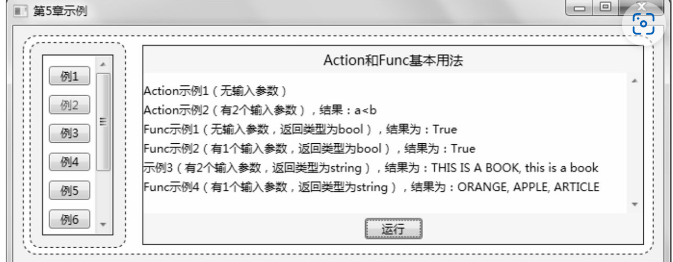 第5章示例
Action和Func基本用法
例1
例2
例3
例4
例5
例6
Action示例1（无输入参数）
Action示例2（有2个输入参数），结果：a<b
Func示例1（无输入参数，返回类型为bool），结果为：True
Func示例2（有1个输入参数，返回类型为bool），结果为：True
示例3（有2个输入参数，返回类型为string），结果为：THIS IS A BOOK, this is a book
Func示例4（有1个输入参数，返回类型为string），结果为：ORANGE, APPLE, ARTICLE
运行